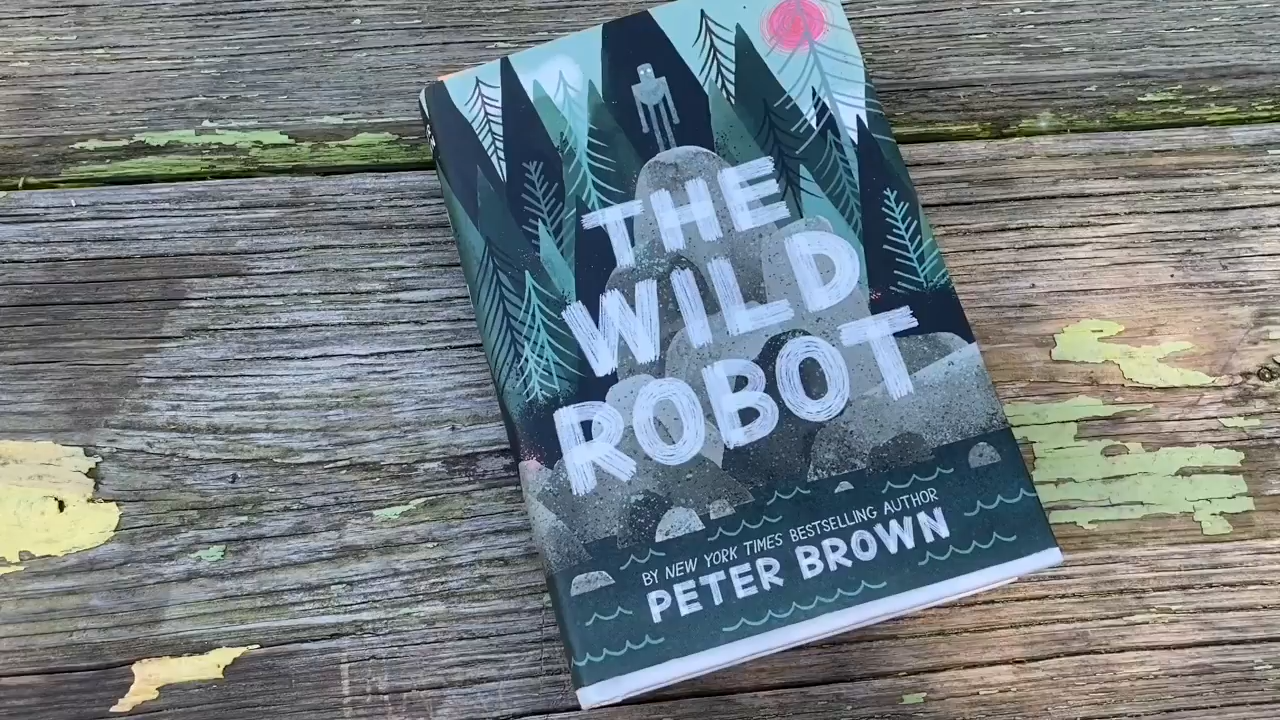 THE
WILD
ROBOT
BY NEW YORK TIMES BESTSELLING AUTHOR
PETER BROWN